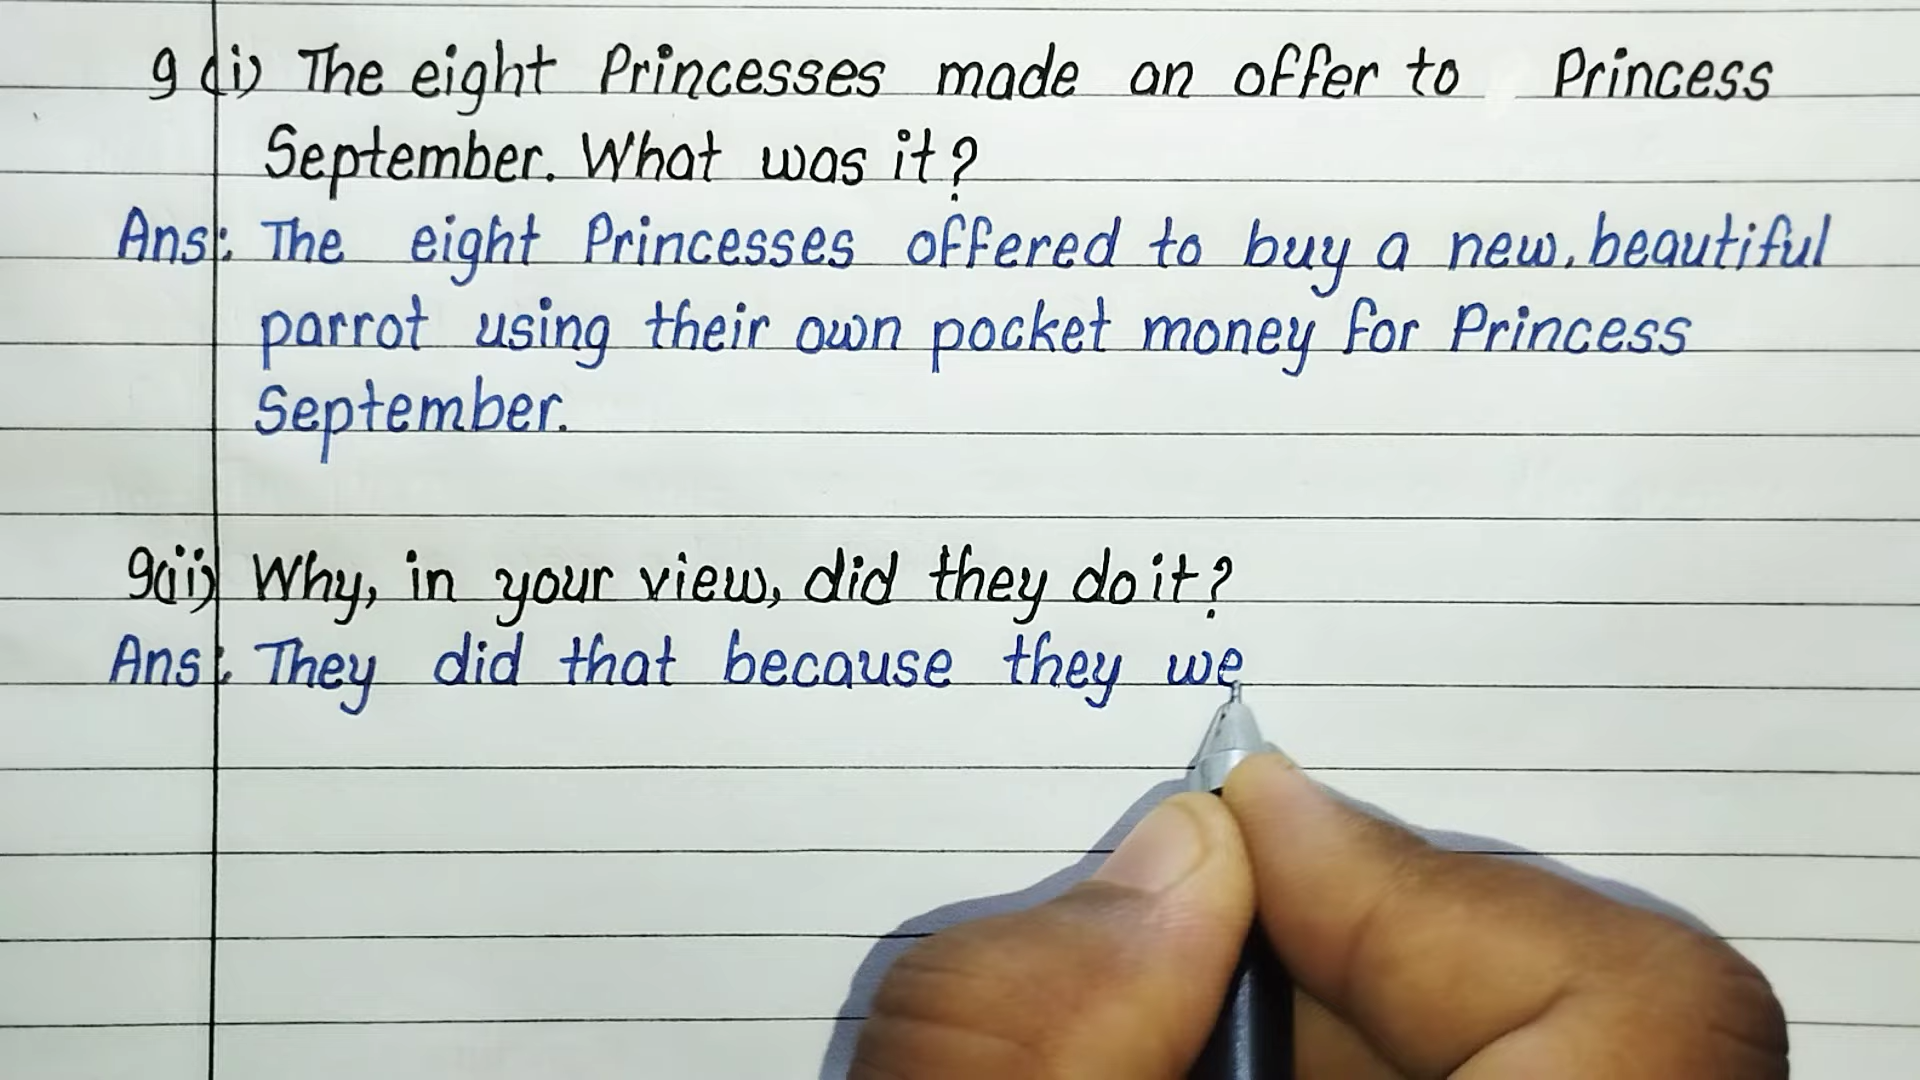 9 (i) The eight Princesses made an offer to Princess
September. What was it?
Ans: The eight Princesses offered to buy a new, beautiful
parrot using their own pocket money for Princess
September.
9(ii) Why, in your view, did they do it?
Ans: They did that because they we